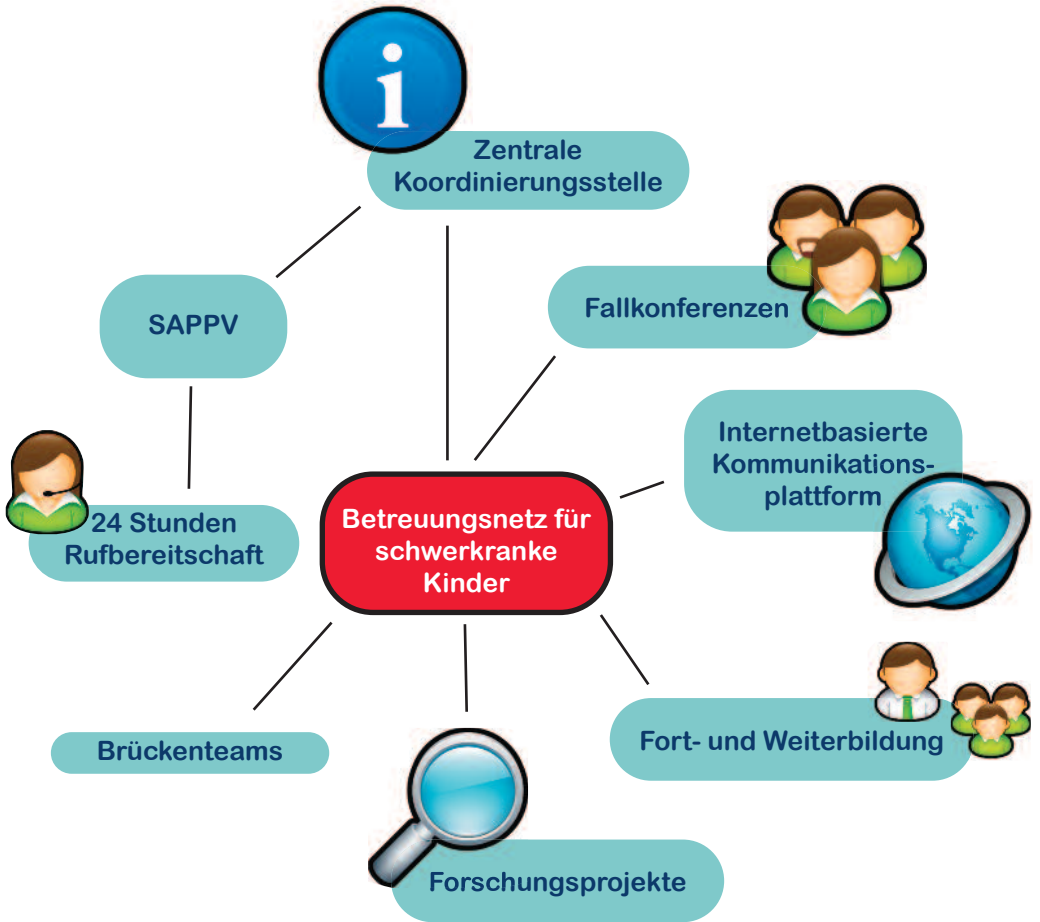 i
Zentrale
Koordinierungsstelle
Fallkonferenzen
SAPPV
Internetbasierte
Kommunikations-
plattform
24 Stunden
Rufbereitschaft
Betreuungsnetz für
schwerkranke
Kinder
Brückenteams
Fort- und Weiterbildung
Forschungsprojekte